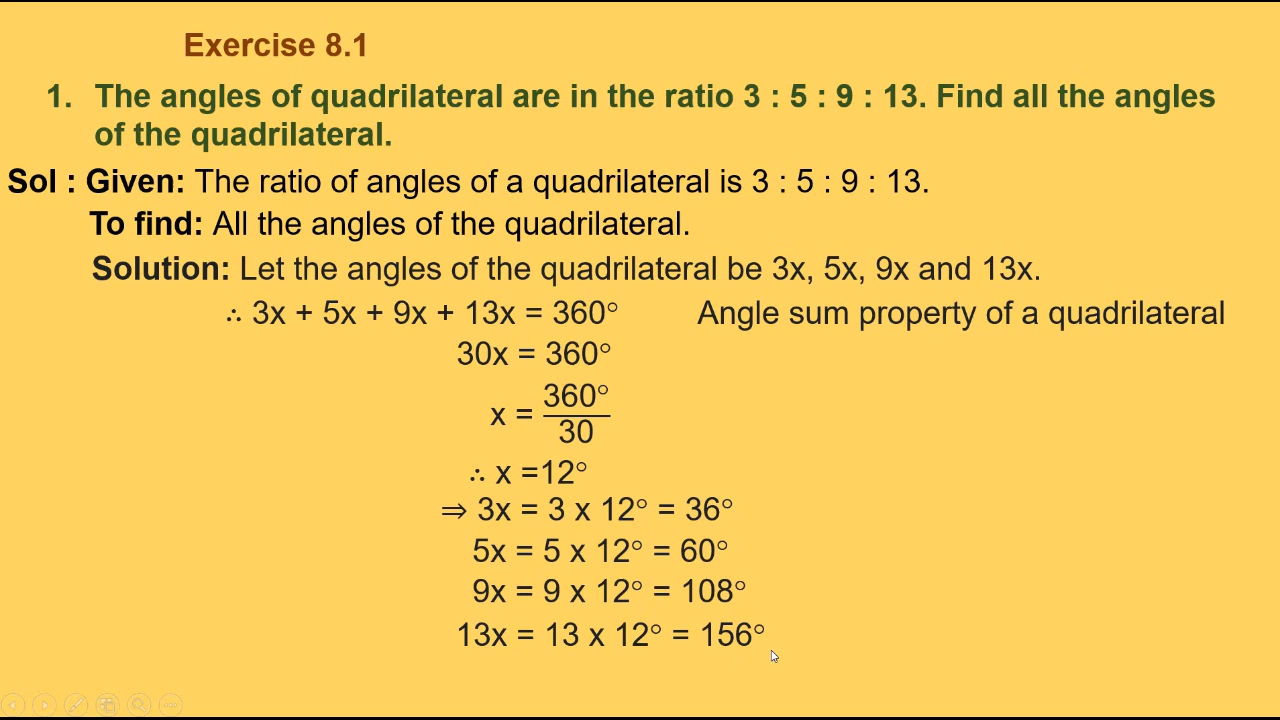 Exercise 8.1
1. The angles of quadrilateral are in the ratio 3 : 5 : 9 : 13. Find all the angles
of the quadrilateral.
Sol : Given: The ratio of angles of a quadrilateral is 3 : 5 : 9 : 13.
To find: All the angles of the quadrilateral.
Solution: Let the angles of the quadrilateral be 3x, 5x, 9x and 13x.
∴ 3x + 5x + 9x + 13x = 360° Angle sum property of a quadrilateral
30x = 360°
x = 360°/30
∴ x =12°
⇒ 3x = 3 x 12° = 36°
5x = 5 x 12° = 60°
9x = 9 x 12° = 108°
13x = 13 x 12° = 156°